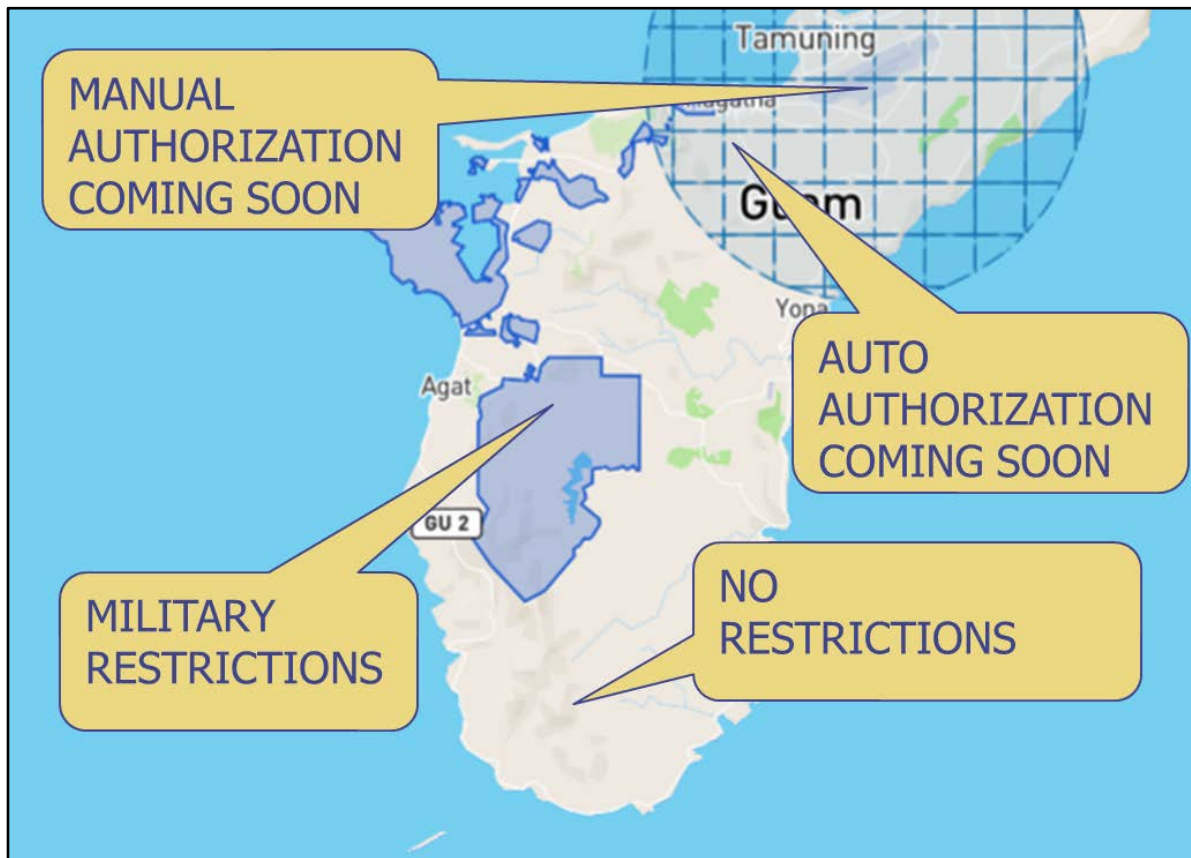 Tamuning
MANUAL
AUTHORIZATION
COMING SOON
Guam
Yona
AUTO
AUTHORIZATION
COMING SOON
Agat
GU 2
MILITARY
RESTRICTIONS
NO
RESTRICTIONS